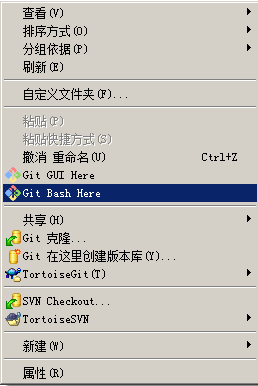 查看(V)
排序方式(O)
分组依据(P)
刷新(E)
自定义文件夹(F)...
粘贴(P)
粘贴快捷方式(S)
撤消 重命名(U) Ctrl+Z
Git GUI Here
Git Bash Here
共享(H)
Git 克隆...
Git 在这里创建版本库(Y)...
TortoiseGit(T)
SVN Checkout...
TortoiseSVN
新建(W)
属性(R)